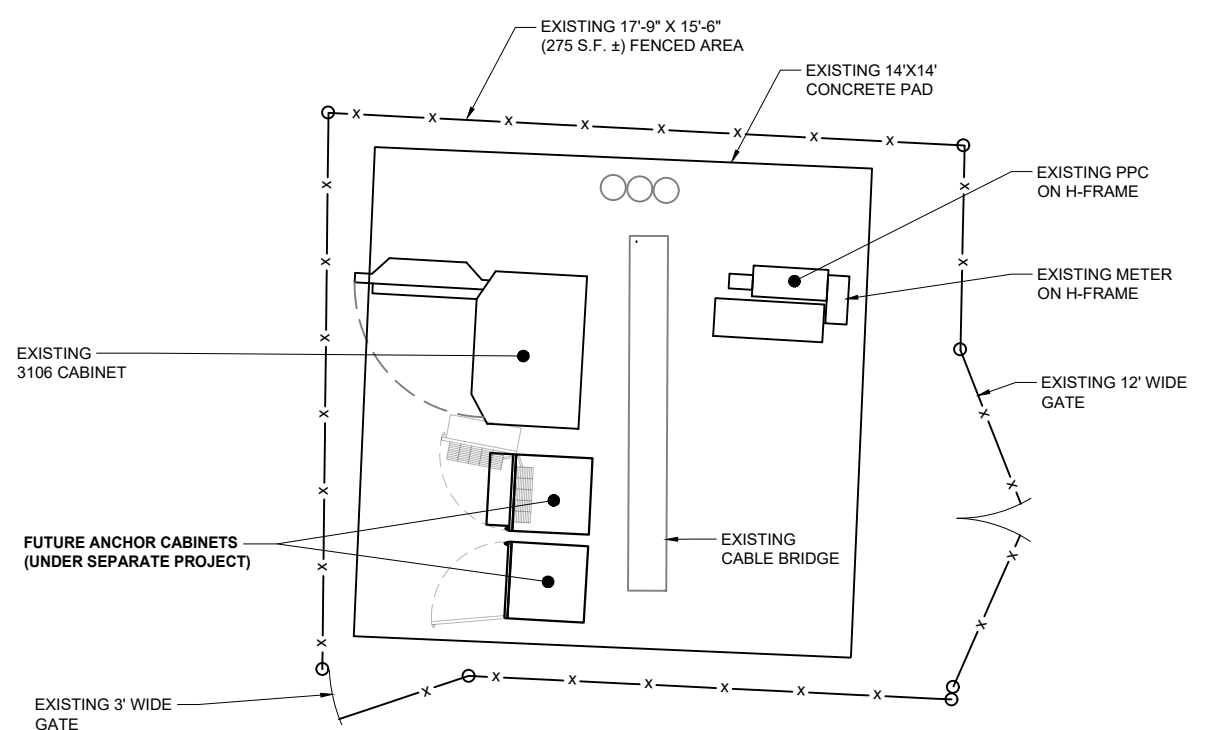 EXISTING 17'-9" X 15'-6"
(275 S.F. ±) FENCED AREA
EXISTING 14'X14'
CONCRETE PAD
EXISTING PPC
ON H-FRAME
EXISTING METER
ON H-FRAME
EXISTING
3106 CABINET
EXISTING 12' WIDE
GATE
FUTURE ANCHOR CABINETS
(UNDER SEPARATE PROJECT)
EXISTING
CABLE BRIDGE
EXISTING 3' WIDE
GATE